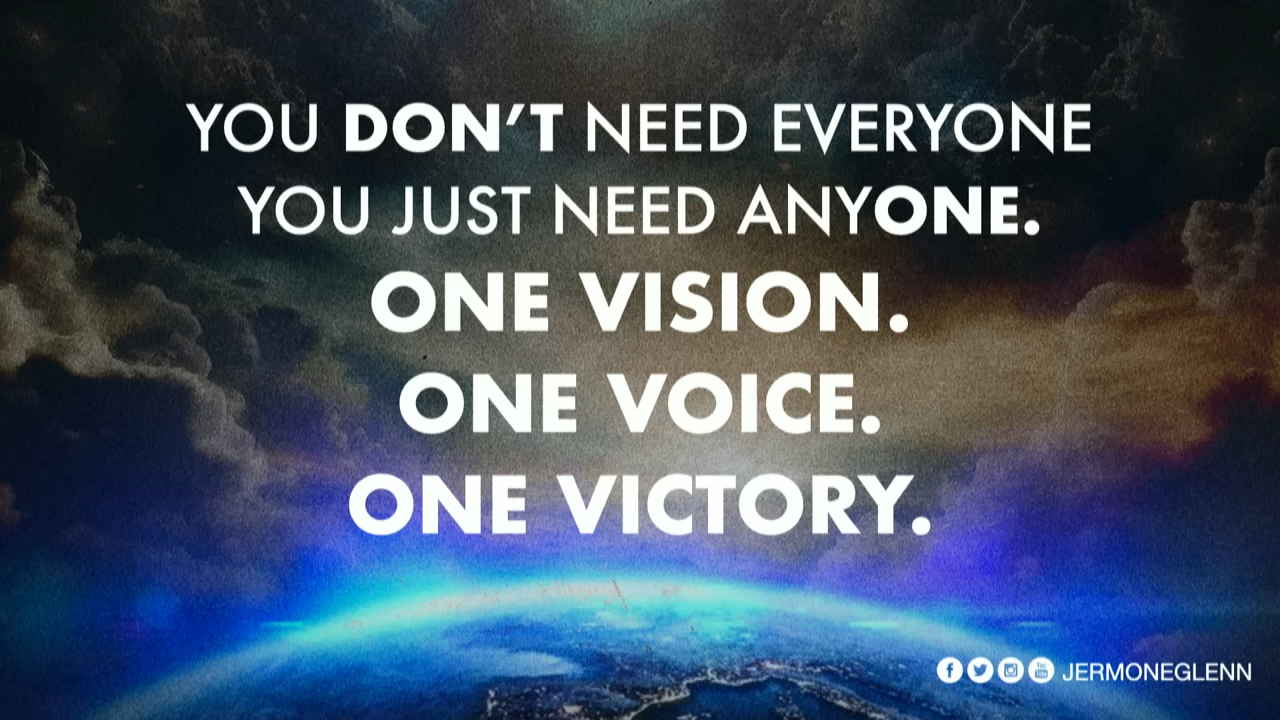 YOU DON'T NEED EVERYONE
YOU JUST NEED ANYONE.
ONE VISION.
ONE VOICE.
ONE VICTORY.
JERMONEGLENN